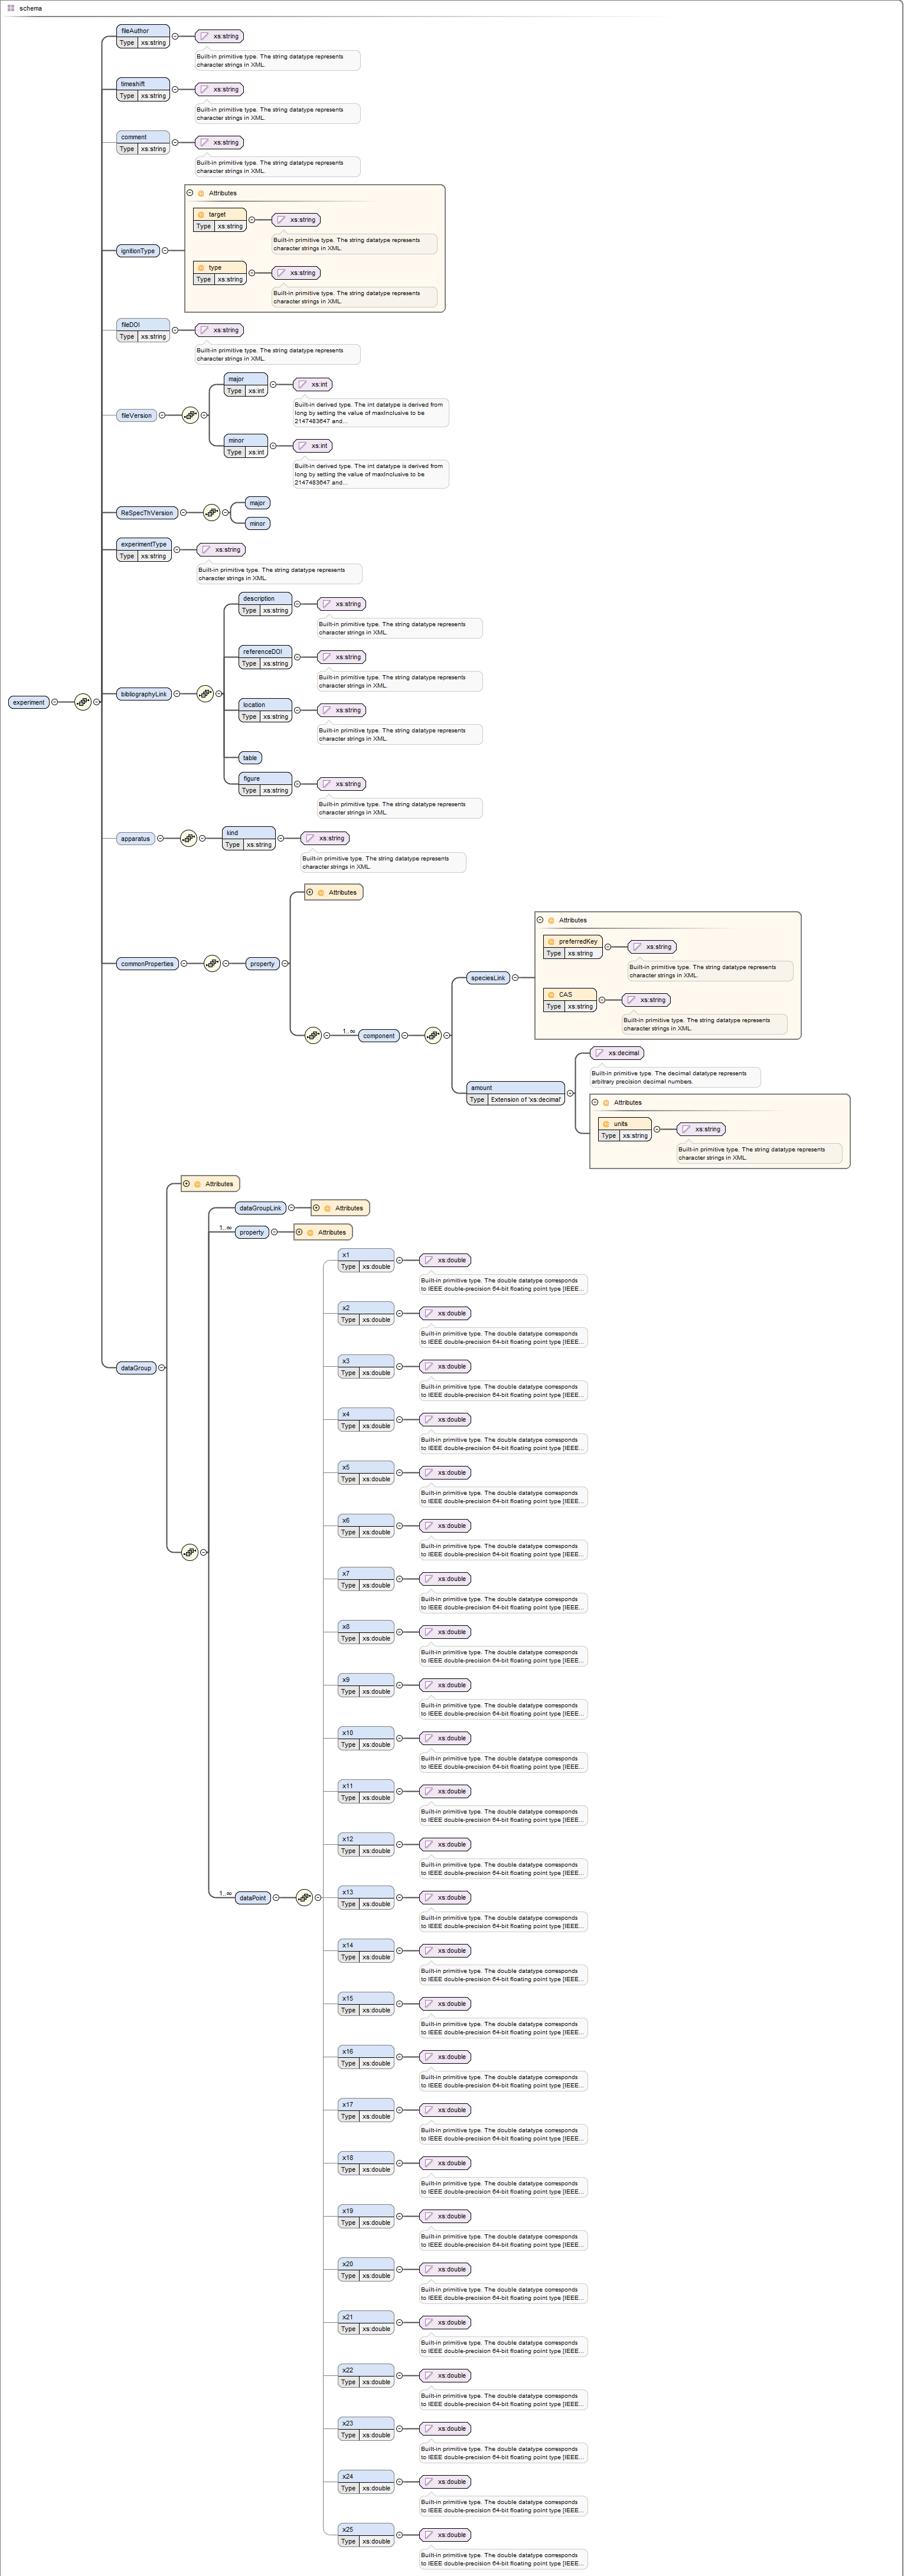 schema
fileAuthor
Type xs:string
xs:string
Built-in primitive type. The string datatype represents
character strings in XML.
timeshift
Type xs:string
xs:string
Built-in primitive type. The string datatype represents
character strings in XML.
comment
Type xs:string
xs:string
Built-in primitive type. The string datatype represents
character strings in XML.
ignitionType
Attributes
target
Type xs:string
xs:string
Built-in primitive type. The string datatype represents
character strings in XML.
type
Type xs:string
xs:string
Built-in primitive type. The string datatype represents
character strings in XML.
fileDOI
Type xs:string
xs:string
Built-in primitive type. The string datatype represents
character strings in XML.
fileVersion
major
Type xs:int
xs:int
Built-in derived type. The int datatype is derived from
long by setting the value of maxInclusive to be
2147483647 and...
minor
Type xs:int
xs:int
Built-in derived type. The int datatype is derived from
long by setting the value of maxInclusive to be
2147483647 and...
ReSpecThVersion
major
minor
experimentType
Type xs:string
xs:string
Built-in primitive type. The string datatype represents
character strings in XML.
experiment
bibliographyLink
description
Type xs:string
xs:string
Built-in primitive type. The string datatype represents
character strings in XML.
referenceDOI
Type xs:string
xs:string
Built-in primitive type. The string datatype represents
character strings in XML.
location
Type xs:string
xs:string
Built-in primitive type. The string datatype represents
character strings in XML.
table
figure
Type xs:string
xs:string
Built-in primitive type. The string datatype represents
character strings in XML.
apparatus
kind
Type xs:string
xs:string
Built-in primitive type. The string datatype represents
character strings in XML.
commonProperties
property
Attributes
1..∞
component
speciesLink
Attributes
preferredKey
Type xs:string
xs:string
Built-in primitive type. The string datatype represents
character strings in XML.
CAS
Type xs:string
xs:string
Built-in primitive type. The string datatype represents
character strings in XML.
amount
Type Extension of 'xs:decimal'
xs:decimal
Built-in primitive type. The decimal datatype represents
arbitrary precision decimal numbers.
Attributes
units
Type xs:string
xs:string
Built-in primitive type. The string datatype represents
character strings in XML.
dataGroup
Attributes
dataGroupLink
Attributes
1..∞
property
Attributes
1..∞
dataPoint
x1
Type xs:double
xs:double
Built-in primitive type. The double datatype corresponds
to IEEE double-precision 64-bit floating point type [IEEE...
x2
Type xs:double
xs:double
Built-in primitive type. The double datatype corresponds
to IEEE double-precision 64-bit floating point type [IEEE...
x3
Type xs:double
xs:double
Built-in primitive type. The double datatype corresponds
to IEEE double-precision 64-bit floating point type [IEEE...
x4
Type xs:double
xs:double
Built-in primitive type. The double datatype corresponds
to IEEE double-precision 64-bit floating point type [IEEE...
x5
Type xs:double
xs:double
Built-in primitive type. The double datatype corresponds
to IEEE double-precision 64-bit floating point type [IEEE...
x6
Type xs:double
xs:double
Built-in primitive type. The double datatype corresponds
to IEEE double-precision 64-bit floating point type [IEEE...
x7
Type xs:double
xs:double
Built-in primitive type. The double datatype corresponds
to IEEE double-precision 64-bit floating point type [IEEE...
x8
Type xs:double
xs:double
Built-in primitive type. The double datatype corresponds
to IEEE double-precision 64-bit floating point type [IEEE...
x9
Type xs:double
xs:double
Built-in primitive type. The double datatype corresponds
to IEEE double-precision 64-bit floating point type [IEEE...
x10
Type xs:double
xs:double
Built-in primitive type. The double datatype corresponds
to IEEE double-precision 64-bit floating point type [IEEE...
x11
Type xs:double
xs:double
Built-in primitive type. The double datatype corresponds
to IEEE double-precision 64-bit floating point type [IEEE...
x12
Type xs:double
xs:double
Built-in primitive type. The double datatype corresponds
to IEEE double-precision 64-bit floating point type [IEEE...
x13
Type xs:double
xs:double
Built-in primitive type. The double datatype corresponds
to IEEE double-precision 64-bit floating point type [IEEE...
x14
Type xs:double
xs:double
Built-in primitive type. The double datatype corresponds
to IEEE double-precision 64-bit floating point type [IEEE...
x15
Type xs:double
xs:double
Built-in primitive type. The double datatype corresponds
to IEEE double-precision 64-bit floating point type [IEEE...
x16
Type xs:double
xs:double
Built-in primitive type. The double datatype corresponds
to IEEE double-precision 64-bit floating point type [IEEE...
x17
Type xs:double
xs:double
Built-in primitive type. The double datatype corresponds
to IEEE double-precision 64-bit floating point type [IEEE...
x18
Type xs:double
xs:double
Built-in primitive type. The double datatype corresponds
to IEEE double-precision 64-bit floating point type [IEEE...
x19
Type xs:double
xs:double
Built-in primitive type. The double datatype corresponds
to IEEE double-precision 64-bit floating point type [IEEE...
x20
Type xs:double
xs:double
Built-in primitive type. The double datatype corresponds
to IEEE double-precision 64-bit floating point type [IEEE...
x21
Type xs:double
xs:double
Built-in primitive type. The double datatype corresponds
to IEEE double-precision 64-bit floating point type [IEEE...
x22
Type xs:double
xs:double
Built-in primitive type. The double datatype corresponds
to IEEE double-precision 64-bit floating point type [IEEE...
x23
Type xs:double
xs:double
Built-in primitive type. The double datatype corresponds
to IEEE double-precision 64-bit floating point type [IEEE...
x24
Type xs:double
xs:double
Built-in primitive type. The double datatype corresponds
to IEEE double-precision 64-bit floating point type [IEEE...
x25
Type xs:double
xs:double
Built-in primitive type. The double datatype corresponds
to IEEE double-precision 64-bit floating point type [IEEE...